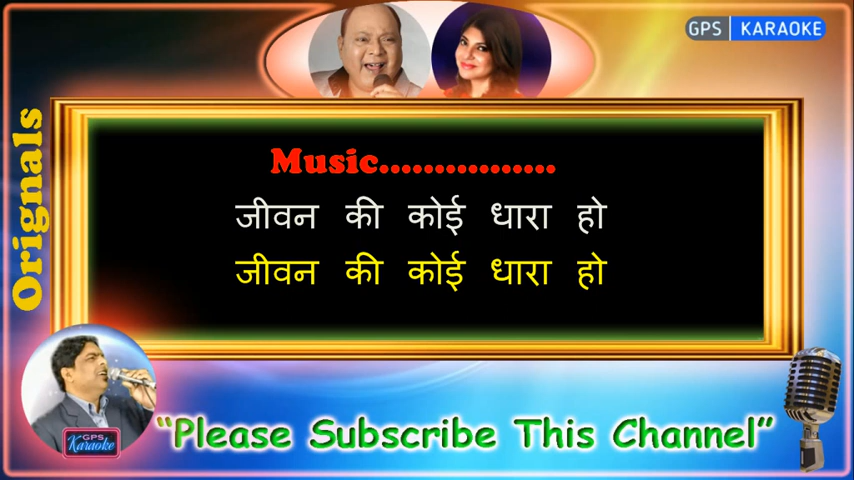 GPS | KARAOKE
Orignals
Music................
जीवन की कोई धारा हो
जीवन की कोई धारा हो
GPS
Karaoke
“Please Subscribe This Channel”